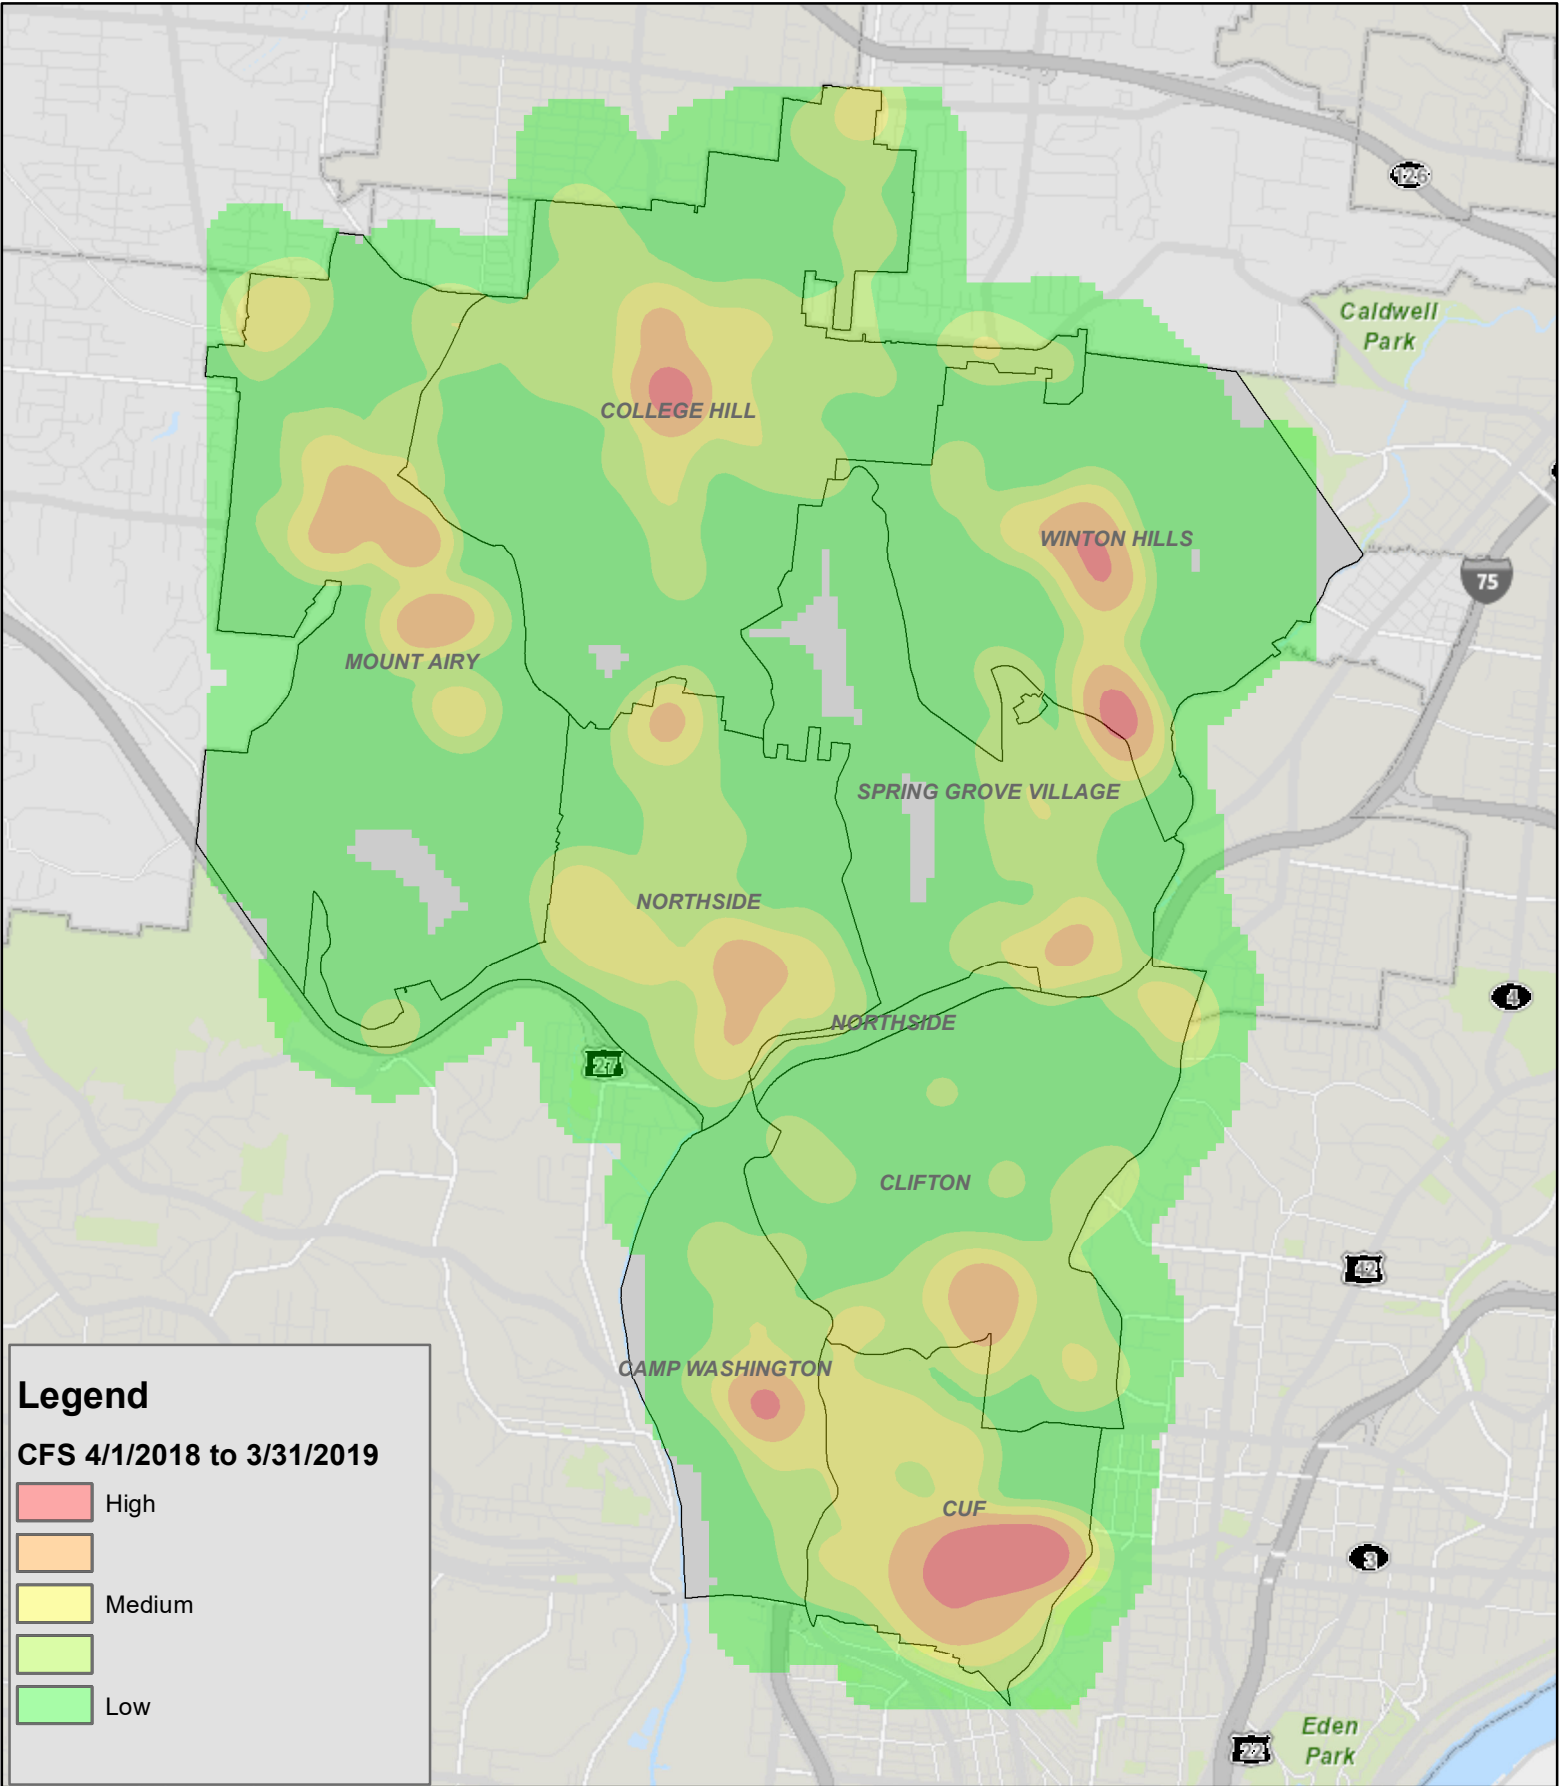 126
Caldwell
Park
COLLEGE HILL
WINTON HILLS
75
MOUNT AIRY
SPRING GROVE VILLAGE
NORTHSIDE
4
NORTHSIDE
27
CLIFTON
42
CAMP WASHINGTON
CUF
3
Eden
Park
22
Legend
CFS 4/1/2018 to 3/31/2019
High
Medium
Low